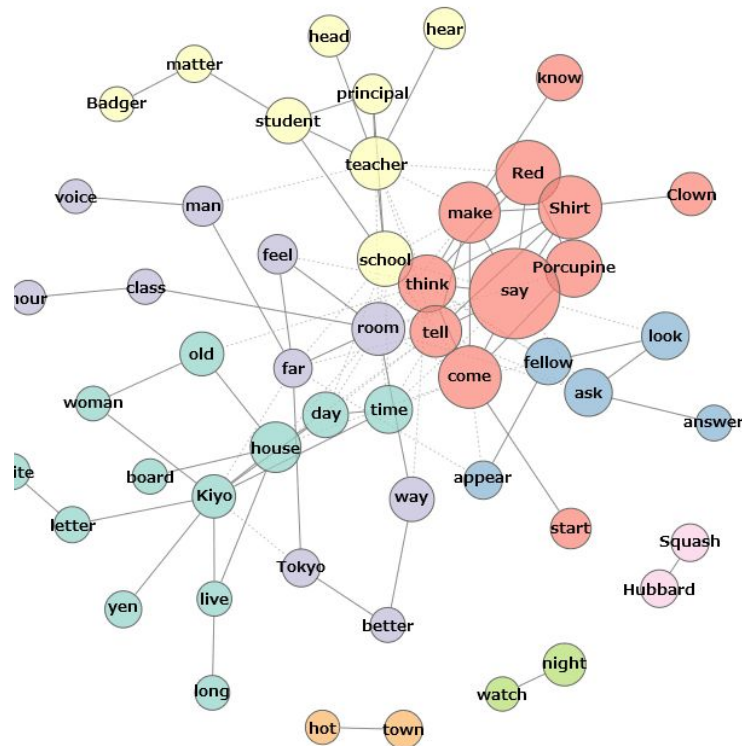 head
hear
matter
know
Badger
principal
student
teacher
Red
voice
man
make
Shirt
Clown
feel
school
Porcupine
hour
class
think
say
room
tell
look
old
far
come
fellow
ask
woman
day
time
answer
house
board
Kiyo
way
appear
ite
letter
start
Squash
Tokyo
Hubbard
yen
live
better
long
night
watch
hot
town